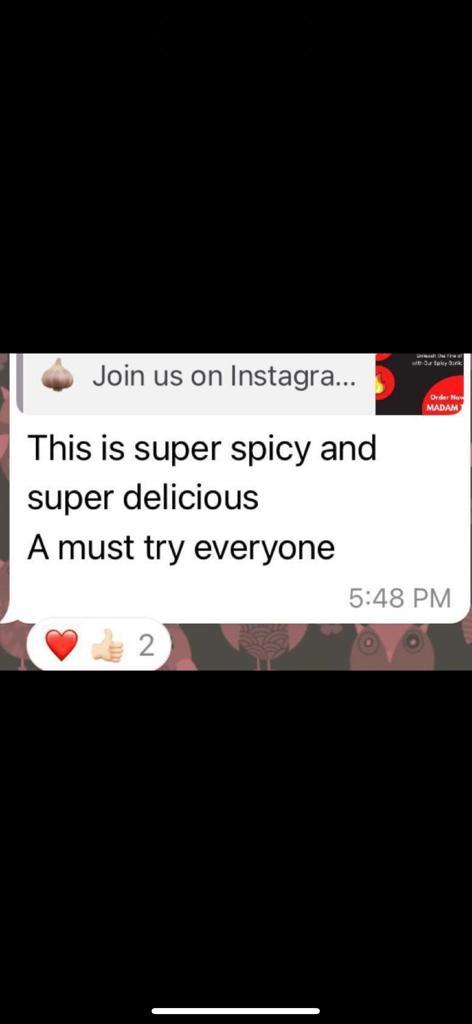 🧄 Join us on Instagra...
Unleash the Fire of
with Our Spicy Garlic
Order Now
MADAM
This is super spicy and
super delicious
A must try everyone
5:48 PM
❤️ 👍🏻 2